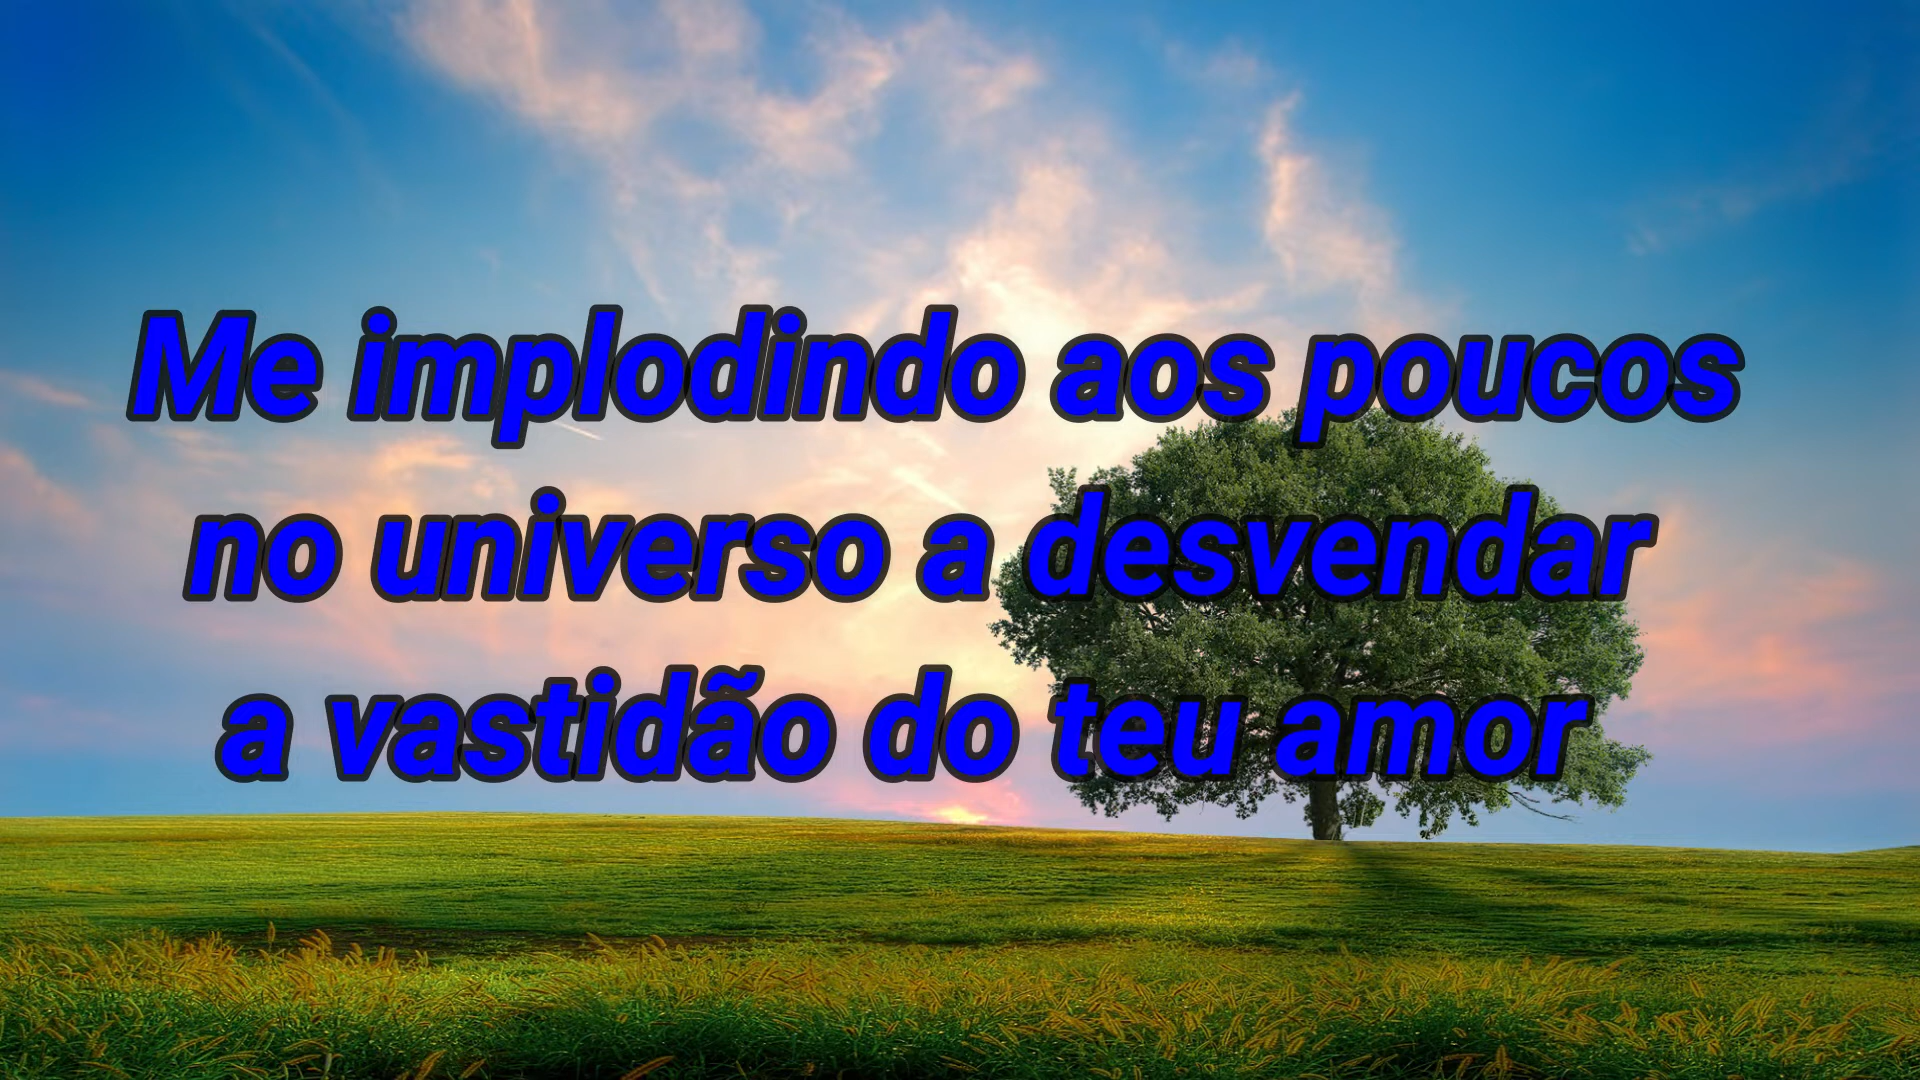 Me implodindo aos poucos
no universo a desvendar
a vastidão do teu amor